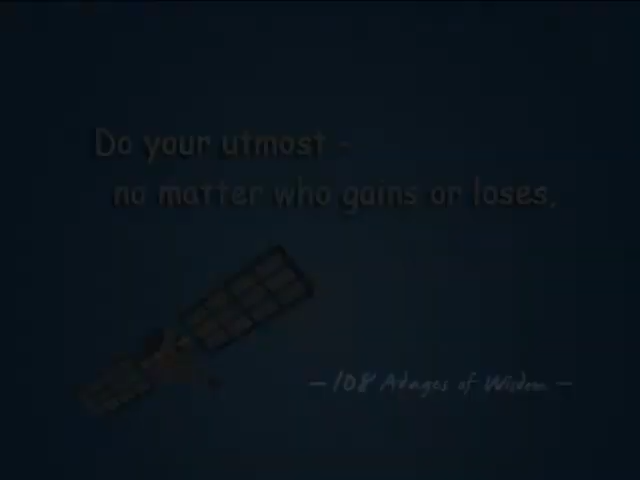 Do your utmost -
no matter who gains or loses,
— 108 Adages of Wisdom —